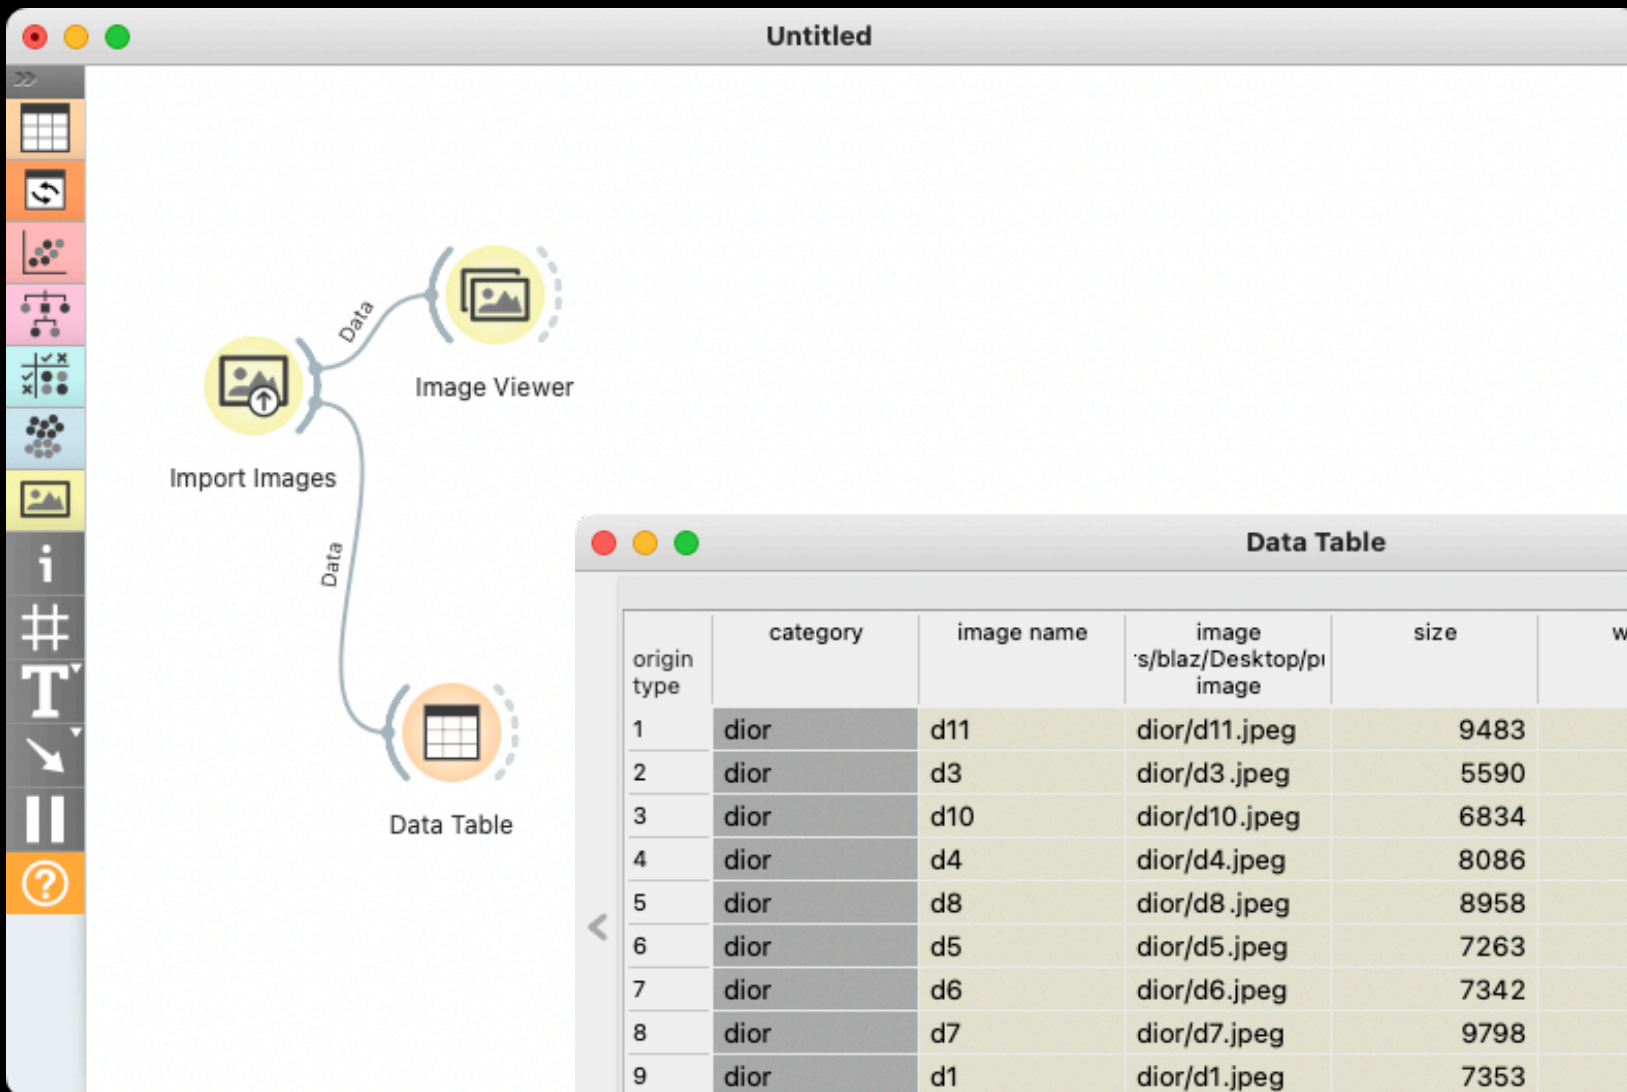 Untitled
Data
Image Viewer
Import Images
Data
Data Table
Data Table
category image name image size w
origin 's/blaz/Desktop/pu
type image
1 dior d11 dior/d11.jpeg 9483
2 dior d3 dior/d3.jpeg 5590
3 dior d10 dior/d10.jpeg 6834
4 dior d4 dior/d4.jpeg 8086
5 dior d8 dior/d8.jpeg 8958
6 dior d5 dior/d5.jpeg 7263
7 dior d6 dior/d6.jpeg 7342
8 dior d7 dior/d7.jpeg 9798
9 dior d1 dior/d1.jpeg 7353